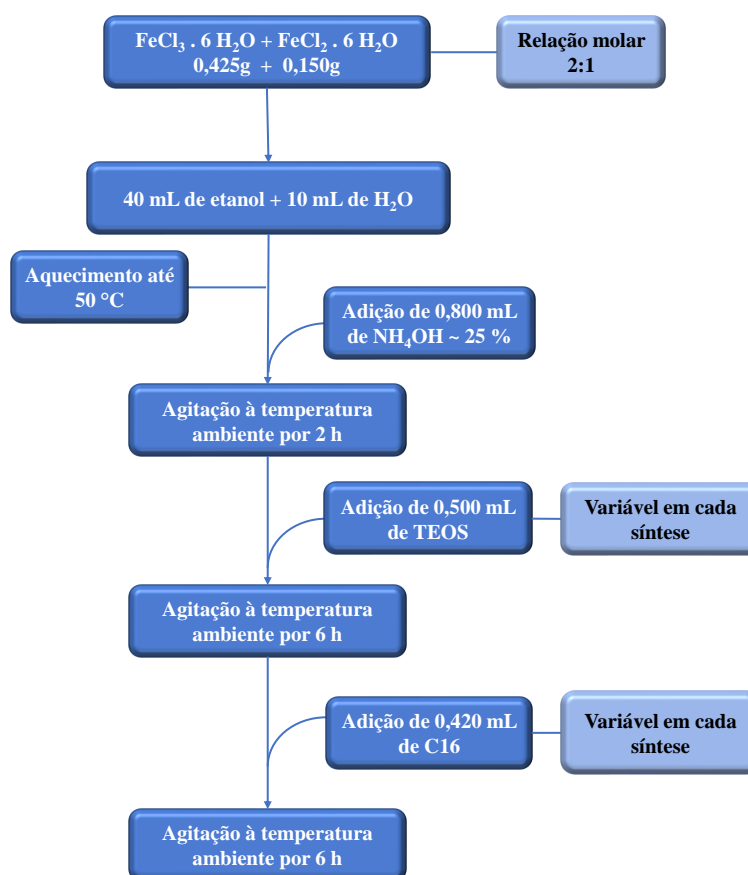 FeCl₃ . 6 H₂O + FeCl₂ . 6 H₂O
0,425g + 0,150g
Relação molar
2:1
40 mL de etanol + 10 mL de H₂O
Aquecimento até
50 °C
Adição de 0,800 mL
de NH₄OH ~ 25 %
Agitação à temperatura
ambiente por 2 h
Adição de 0,500 mL
de TEOS
Variável em cada
síntese
Agitação à temperatura
ambiente por 6 h
Adição de 0,420 mL
de C16
Variável em cada
síntese
Agitação à temperatura
ambiente por 6 h